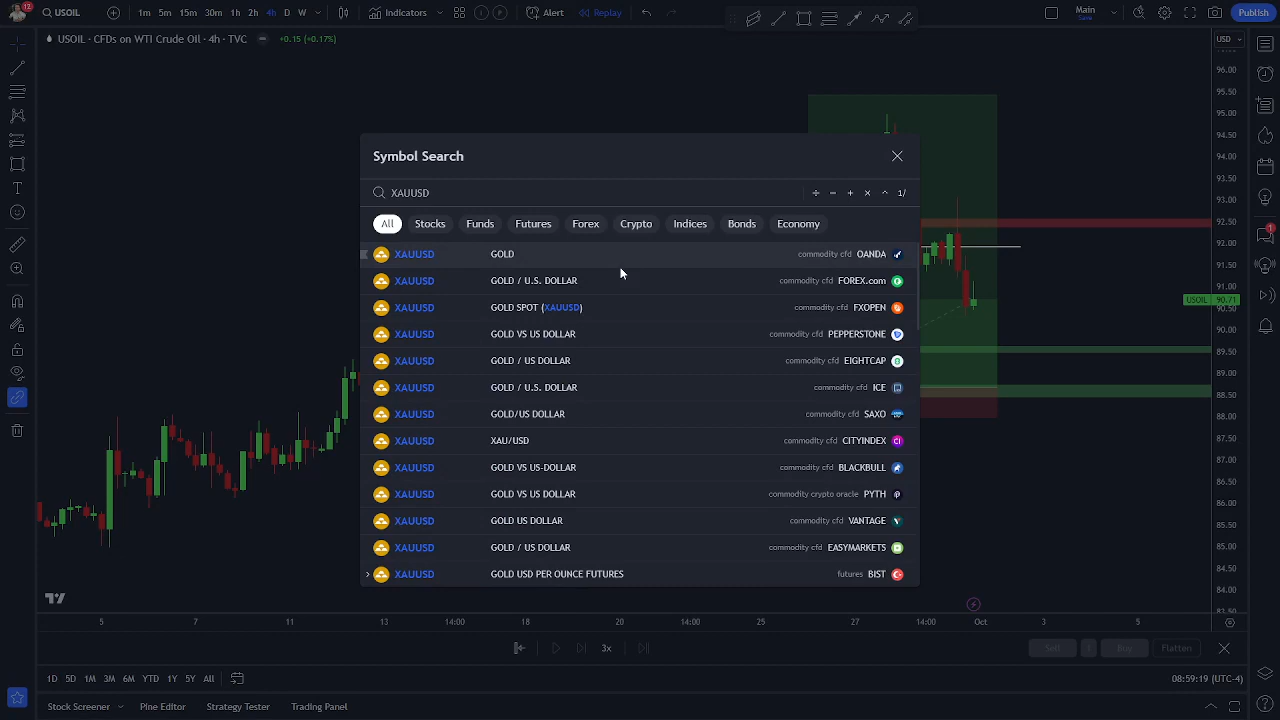 12
USOIL
1m 5m 15m 30m 1h 2h 4h D W
Indicators
Alert
Replay
Main
Save
Publish
USOIL · CFDs on WTI Crude Oil · 4h · TVC
+0.15 (+0.17%)
USD
96.00
95.50
95.00
94.50
94.00
93.50
93.00
92.50
92.00
91.50
91.00
USOIL 90.71
90.50
90.00
89.50
89.00
88.50
88.00
87.50
87.00
86.50
86.00
85.50
85.00
84.50
84.00
83.50
1
Symbol Search
XAUUSD
÷ − + × ^ 1/
All Stocks Funds Futures Forex Crypto Indices Bonds Economy
XAUUSD GOLD commodity cfd OANDA
XAUUSD GOLD / U.S. DOLLAR commodity cfd FOREX.com
XAUUSD GOLD SPOT (XAUUSD) commodity cfd FXOPEN
XAUUSD GOLD VS US DOLLAR commodity cfd PEPPERSTONE
XAUUSD GOLD / US DOLLAR commodity cfd EIGHTCAP
XAUUSD GOLD / U.S. DOLLAR commodity cfd ICE
XAUUSD GOLD/US DOLLAR commodity cfd SAXO
XAUUSD XAU/USD commodity cfd CITYINDEX
XAUUSD GOLD VS US-DOLLAR commodity cfd BLACKBULL
XAUUSD GOLD VS US DOLLAR commodity crypto oracle PYTH
XAUUSD GOLD US DOLLAR commodity cfd VANTAGE
XAUUSD GOLD / US DOLLAR commodity cfd EASYMARKETS
XAUUSD GOLD USD PER OUNCE FUTURES futures BIST
5 7 11 13 14:00 18 20 14:00 25 27 14:00 Oct 3 5
3x
Sell
Buy
Flatten
1D 5D 1M 3M 6M YTD 1Y 5Y All
08:59:19 (UTC-4)
Stock Screener Pine Editor Strategy Tester Trading Panel